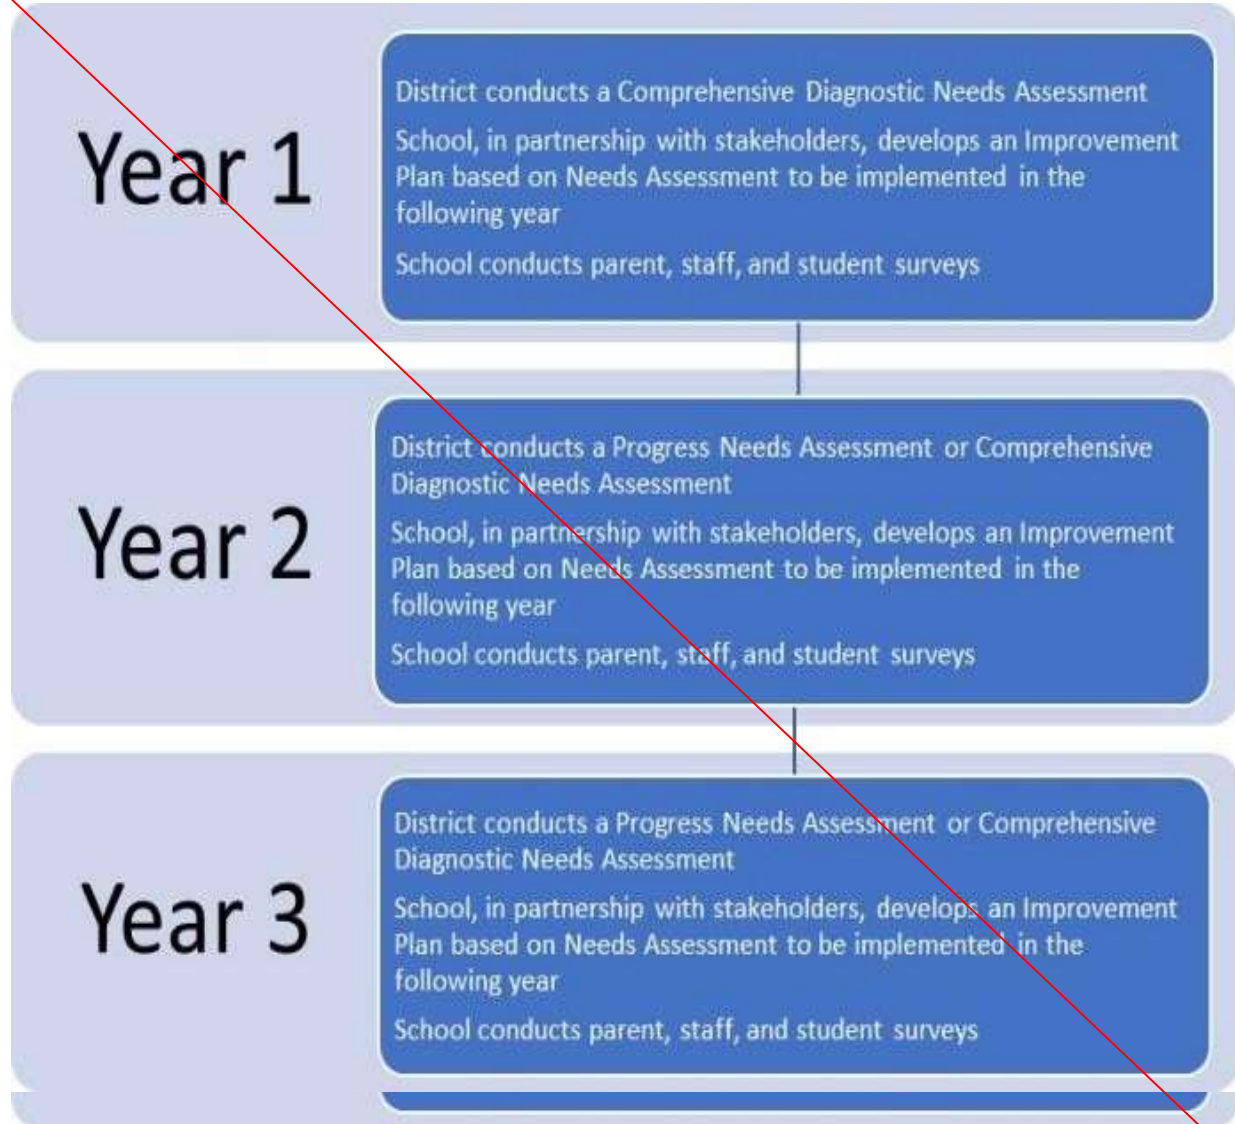 Year 1
District conducts a Comprehensive Diagnostic Needs Assessment
School, in partnership with stakeholders, develops an Improvement
Plan based on Needs Assessment to be implemented in the
following year
School conducts parent, staff, and student surveys
Year 2
District conducts a Progress Needs Assessment or Comprehensive
Diagnostic Needs Assessment
School, in partnership with stakeholders, develops an Improvement
Plan based on Needs Assessment to be implemented in the
following year
School conducts parent, staff, and student surveys
Year 3
District conducts a Progress Needs Assessment or Comprehensive
Diagnostic Needs Assessment
School, in partnership with stakeholders, develops an Improvement
Plan based on Needs Assessment to be implemented in the
following year
School conducts parent, staff, and student surveys